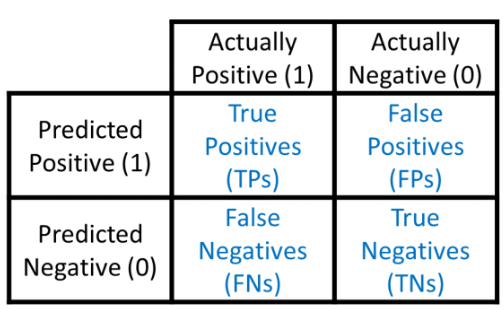 Actually
Positive (1)
Actually
Negative (0)
Predicted
Positive (1)
True
Positives
(TPs)
False
Positives
(FPs)
Predicted
Negative (0)
False
Negatives
(FNs)
True
Negatives
(TNs)